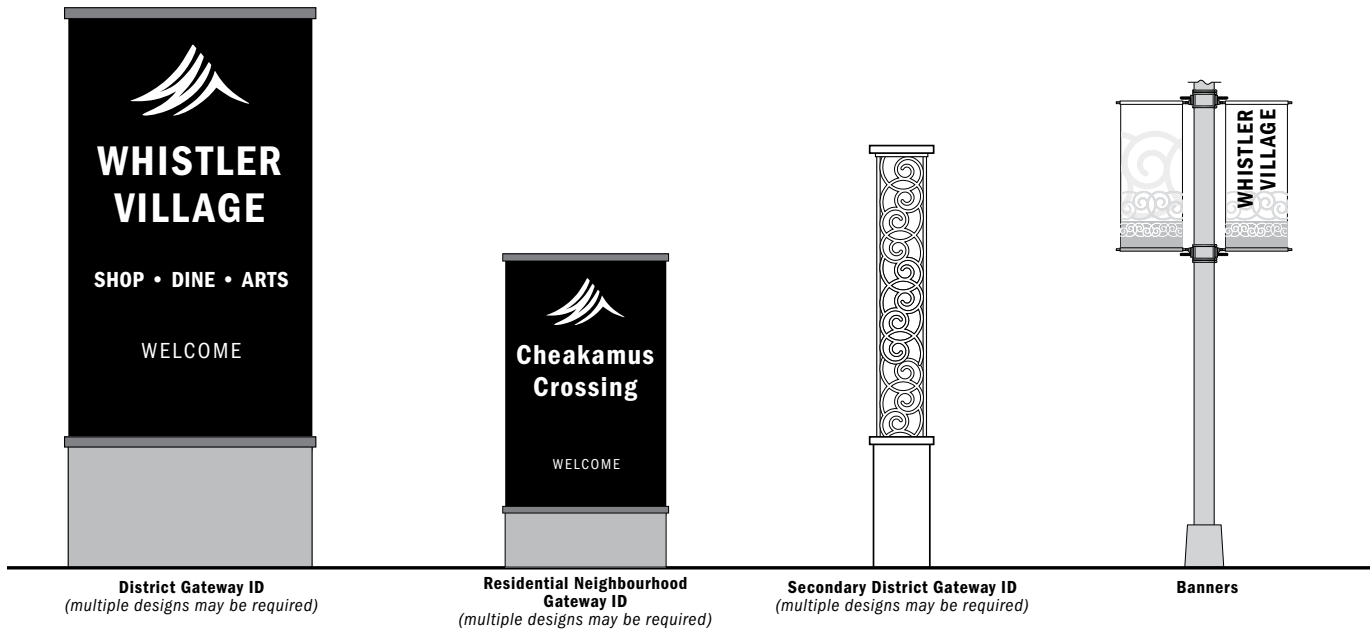 WHISTLER
VILLAGE
SHOP • DINE • ARTS
WELCOME
Cheakamus
Crossing
WELCOME
WHISTLER
VILLAGE
District Gateway ID
(multiple designs may be required)
Residential Neighbourhood
Gateway ID
(multiple designs may be required)
Secondary District Gateway ID
(multiple designs may be required)
Banners